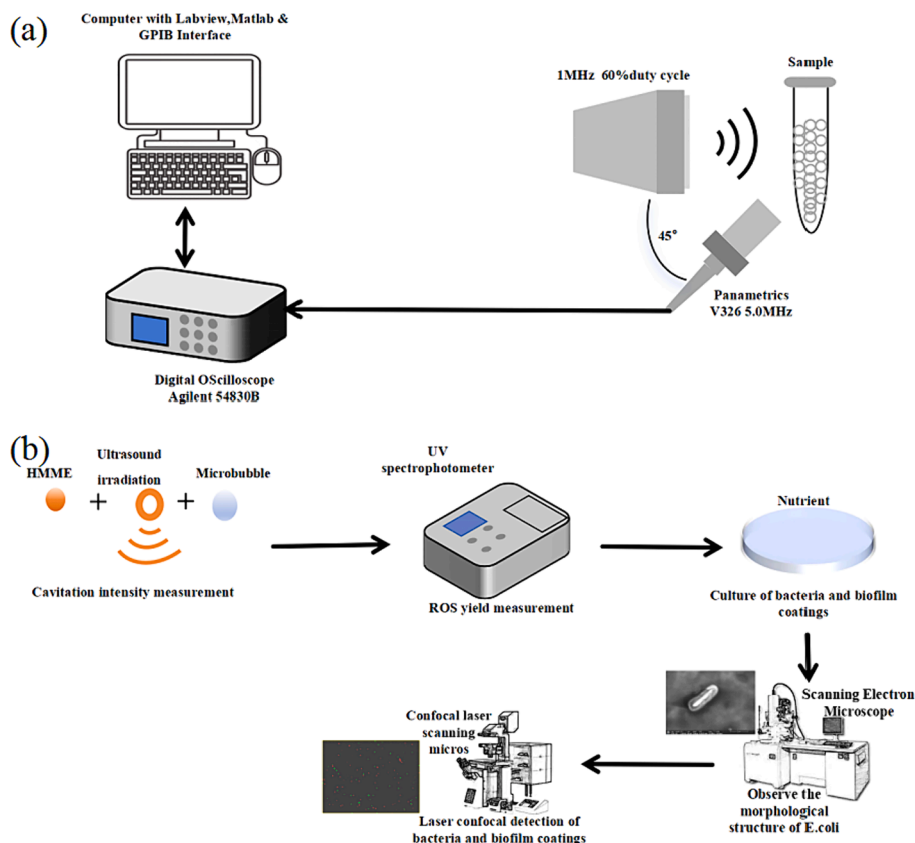 (a)
Computer with Labview,Matlab &
GPIB Interface
1MHz 60%duty cycle
Sample
45°
Panametrics
V326 5.0MHz
Digital OScilloscope
Agilent 54830B
(b)
HMME
Ultrasound
irradiation
Microbubble
+
+
Cavitation intensity measurement
UV
spectrophotometer
ROS yield measurement
Nutrient
Culture of bacteria and biofilm
coatings
Scanning Electron
Microscope
Observe the
morphological
structure of E.coli
Confocal laser
scanning
micros
Laser confocal detection of
bacteria and biofilm coatings